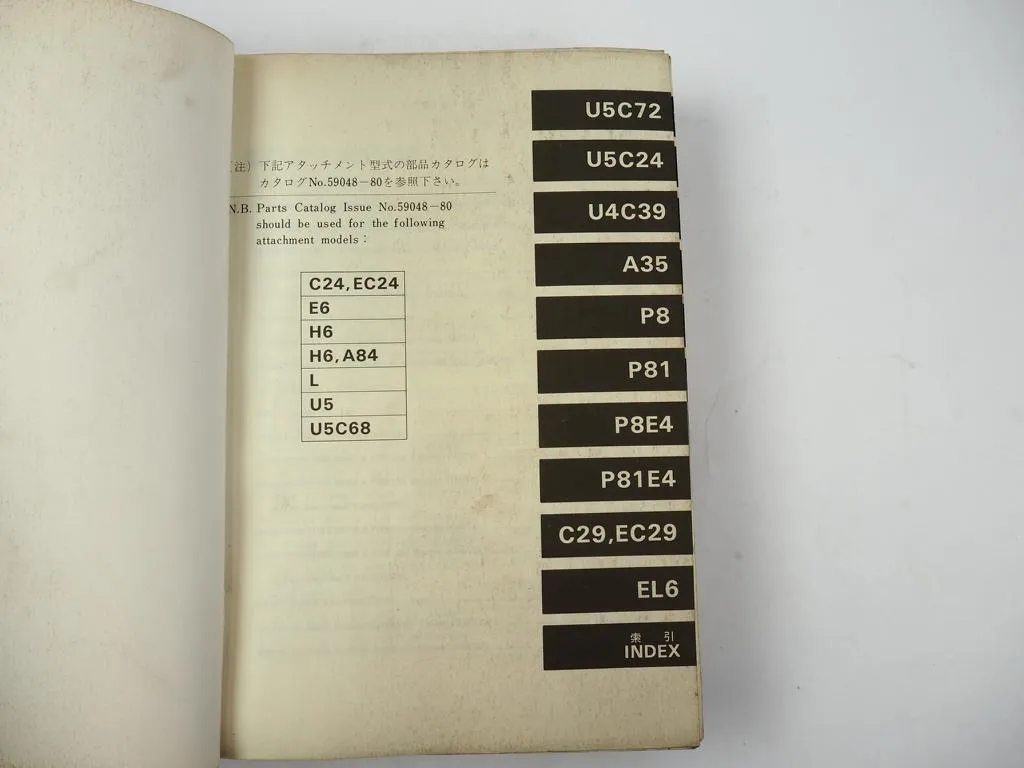 (注) 下記アタッチメント型式の部品カタログは
カタログNo.59048−80を参照下さい。
N.B. Parts Catalog Issue No.59048−80
should be used for the following
attachment models :
C24,EC24
E6
H6
H6,A84
L
U5
U5C68
U5C72
U5C24
U4C39
A35
P8
P81
P8E4
P81E4
C29,EC29
EL6
索 引
INDEX